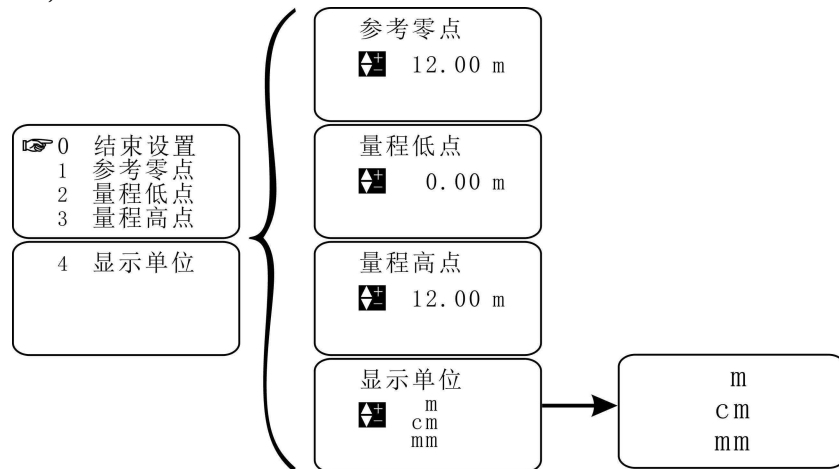 0 结束设置
1 参考零点
2 量程低点
3 量程高点
4 显示单位
参考零点
12.00 m
量程低点
0.00 m
量程高点
12.00 m
显示单位
m
cm
mm
m
cm
mm